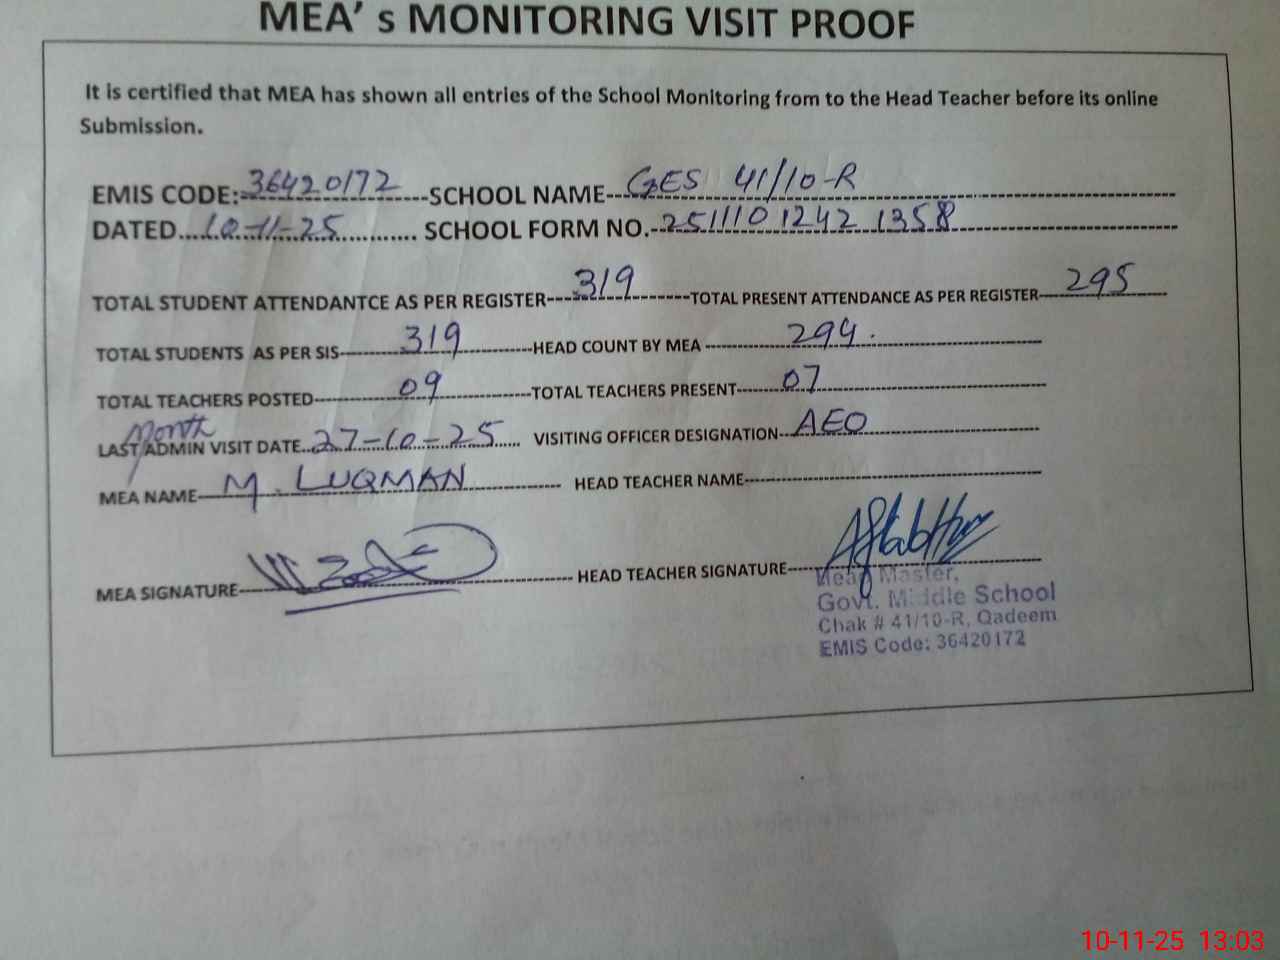 MEA' s MONITORING VISIT PROOF
It is certified that MEA has shown all entries of the School Monitoring from to the Head Teacher before its online
Submission.
EMIS CODE: 36420172 SCHOOL NAME GES 41/10-R
DATED 10-11-25 SCHOOL FORM NO. 2511101242 1358
TOTAL STUDENT ATTENDANTCE AS PER REGISTER 319 TOTAL PRESENT ATTENDANCE AS PER REGISTER 295
TOTAL STUDENTS AS PER SIS 319 HEAD COUNT BY MEA 294.
TOTAL TEACHERS POSTED 09 TOTAL TEACHERS PRESENT 07
Month
LAST ADMIN VISIT DATE 27-10-25 VISITING OFFICER DESIGNATION AEO
MEA NAME M. LUQMAN HEAD TEACHER NAME
MEA SIGNATURE HEAD TEACHER SIGNATURE
Head Master,
Govt. Middle School
Chak # 41/10-R, Qadeem
EMIS Code: 36420172
10-11-25 13:03